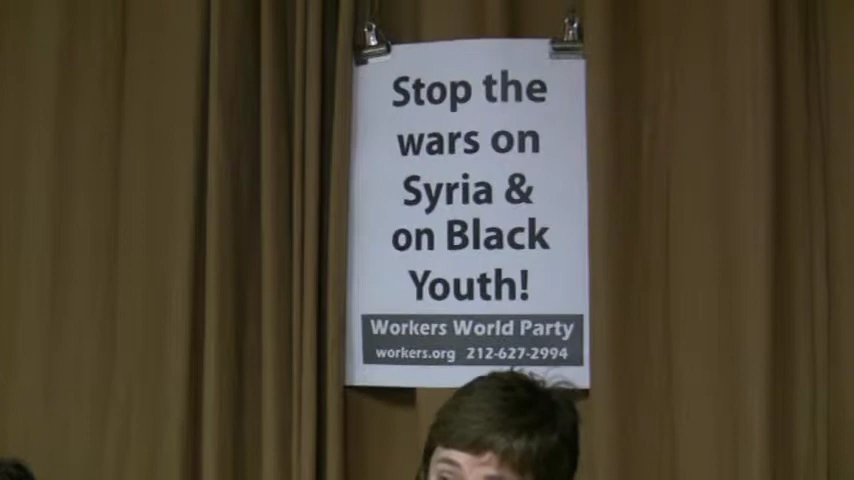 Stop the
wars on
Syria &
on Black
Youth!
Workers World Party
workers.org 212-627-2994